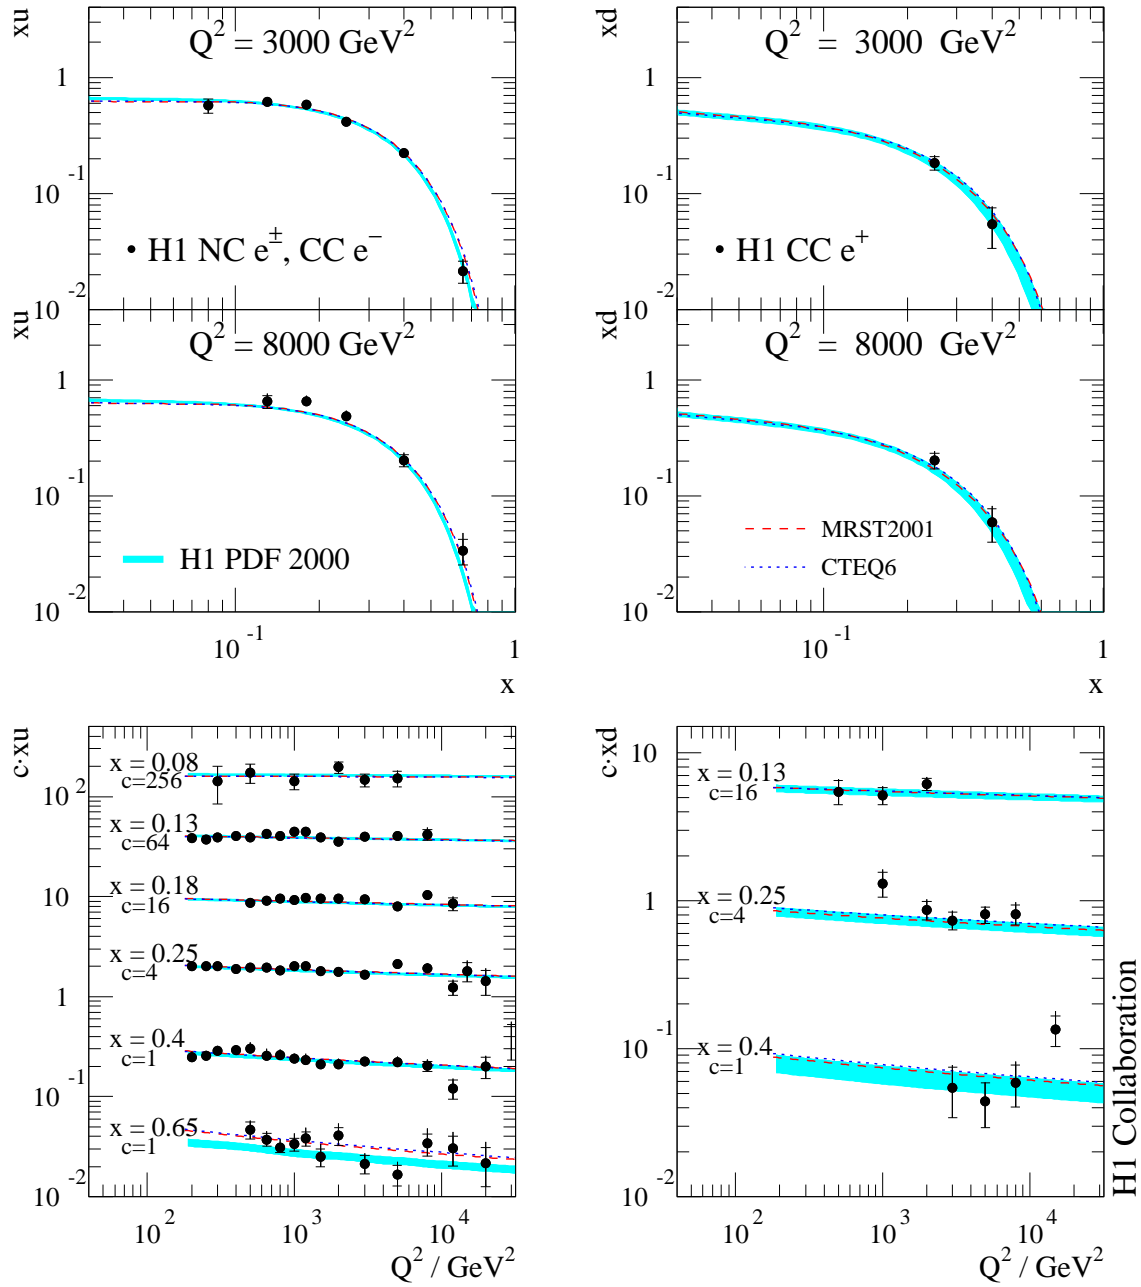 xu
Q² = 3000 GeV²
1
10⁻¹
• H1 NC e±, CC e⁻
10⁻²
xd
Q² = 3000 GeV²
1
10⁻¹
• H1 CC e⁺
10⁻²
xu
Q² = 8000 GeV²
1
10⁻¹
H1 PDF 2000
10⁻²
10⁻¹
1
x
xd
Q² = 8000 GeV²
1
10⁻¹
MRST2001
CTEQ6
10⁻²
10⁻¹
1
x
c·xu
x = 0.08
c=256
10²
x = 0.13
c=64
x = 0.18
10
c=16
x = 0.25
c=4
1
x = 0.4
c=1
10⁻¹
x = 0.65
c=1
10⁻²
10²
10³
10⁴
Q² / GeV²
c·xd
10
x = 0.13
c=16
x = 0.25
1
c=4
10⁻¹
x = 0.4
c=1
10⁻²
10²
10³
10⁴
Q² / GeV²
H1 Collaboration